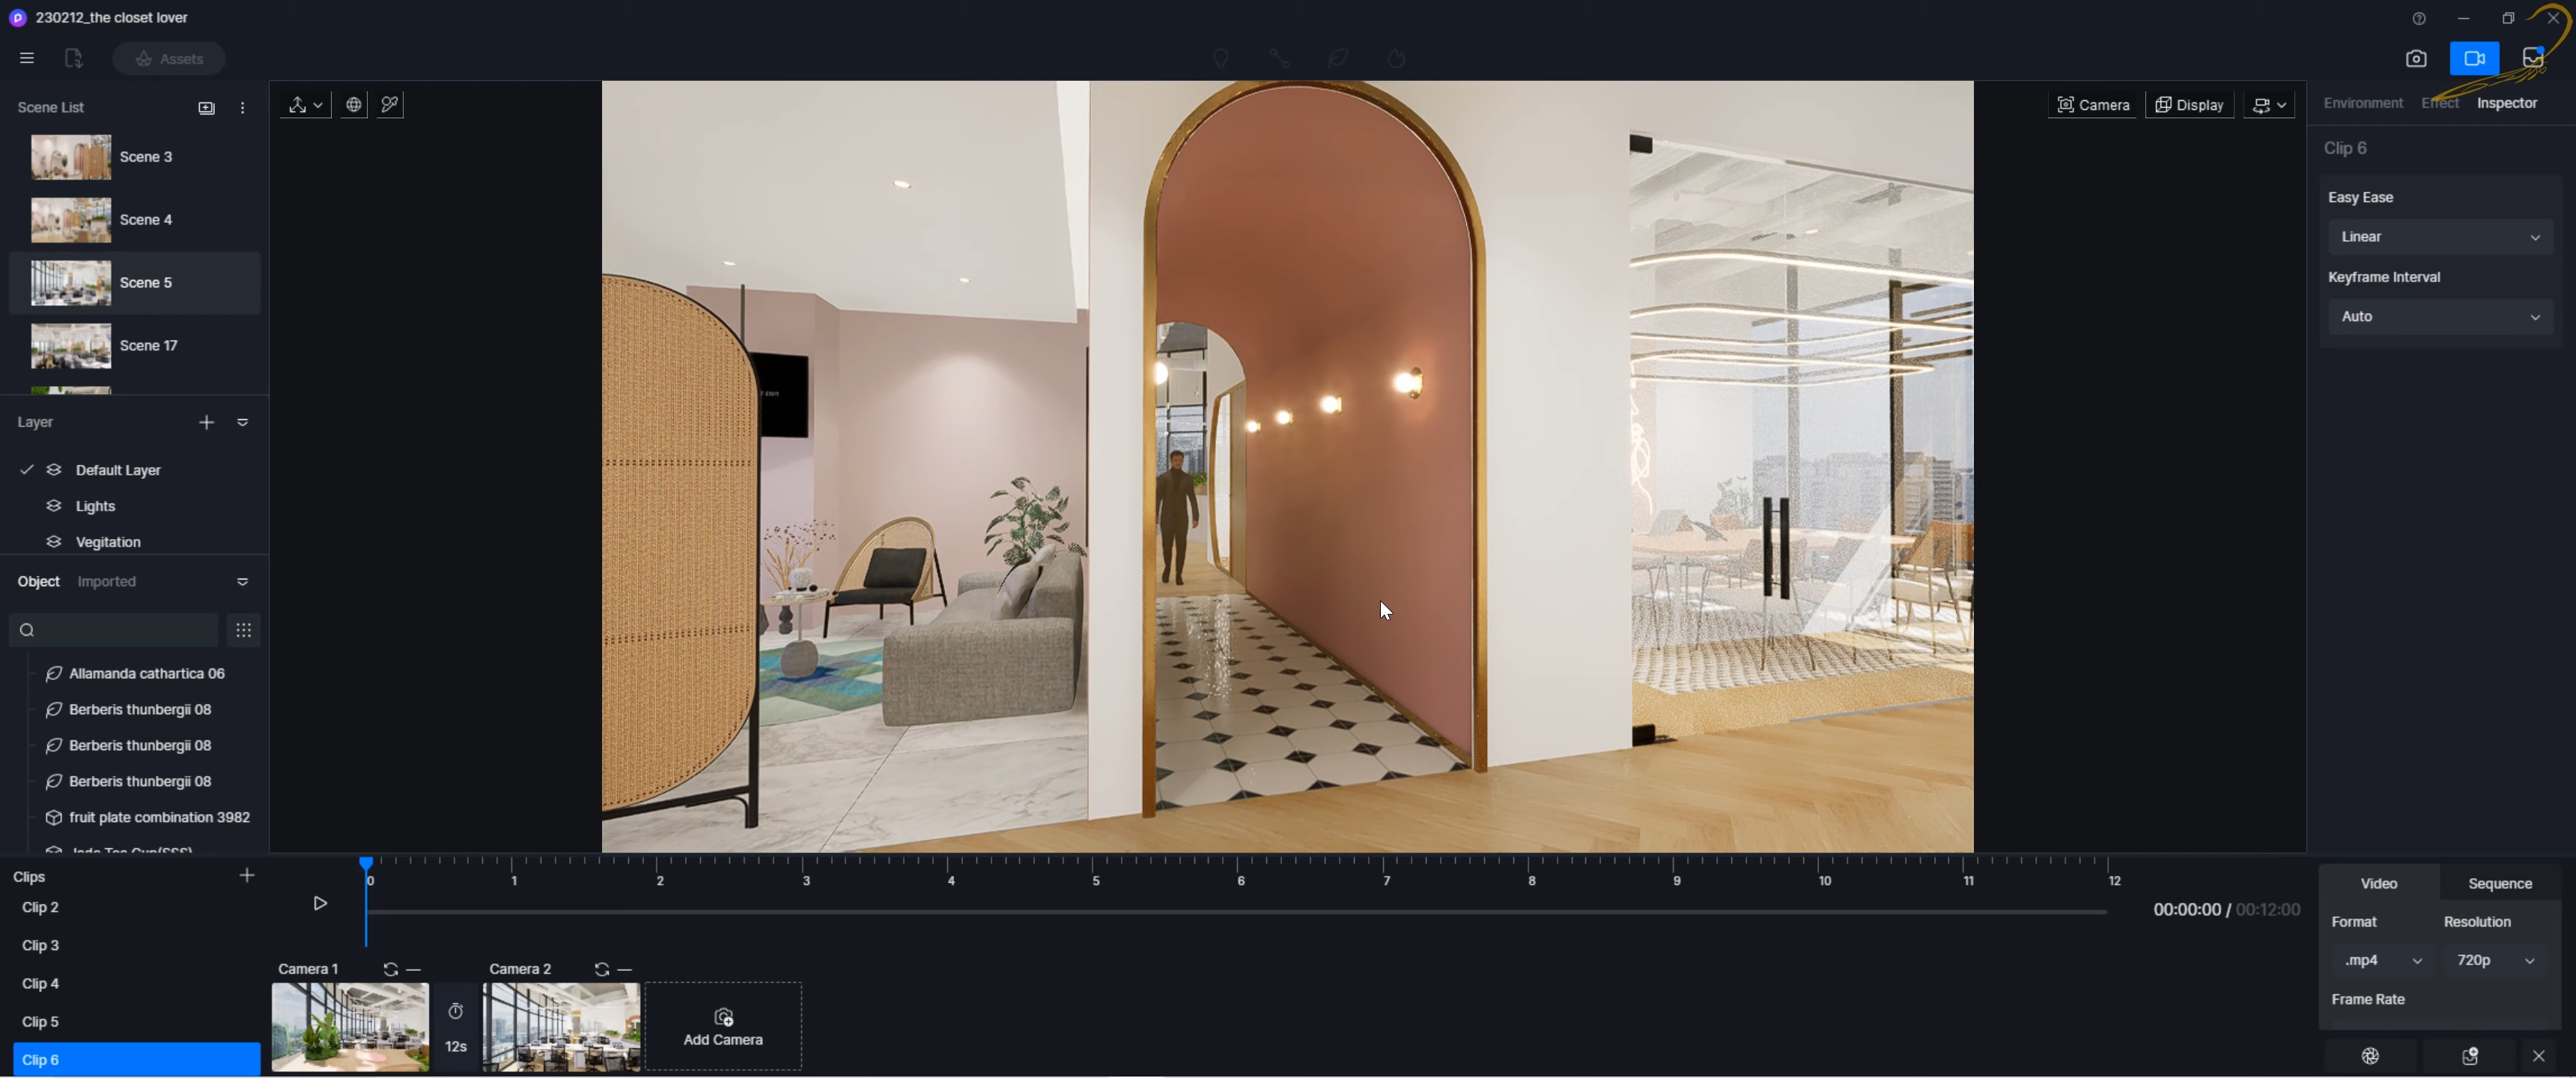 230212_the closet lover
Assets
Scene List
Scene 3
Scene 4
Scene 5
Scene 17
Layer
Default Layer
Lights
Vegitation
Object Imported
Allamanda cathartica 06
Berberis thunbergii 08
Berberis thunbergii 08
Berberis thunbergii 08
fruit plate combination 3982
Jade Tea Cup(SSS)
Camera Display
Environment Effect Inspector
Clip 6
Easy Ease
Linear
Keyframe Interval
Auto
Clips
Clip 2
Clip 3
Clip 4
Clip 5
Clip 6
0 1 2 3 4 5 6 7 8 9 10 11 12
00:00:00 / 00:12:00
Camera 1
12s
Camera 2
Add Camera
Video Sequence
Format Resolution
.mp4 720p
Frame Rate